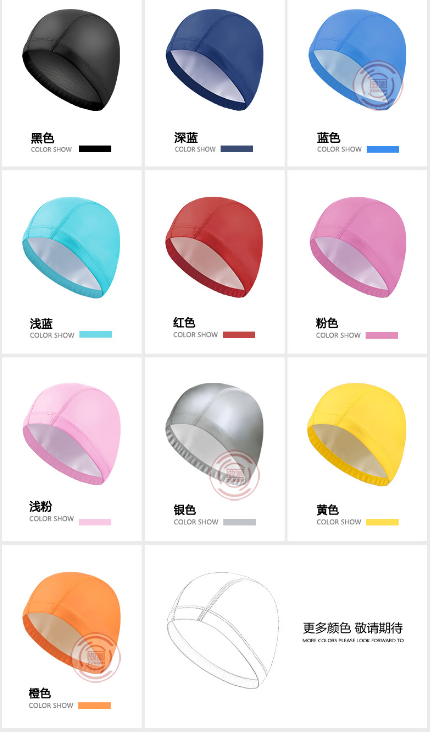 黑色
COLOR SHOW
深蓝
COLOR SHOW
蓝色
COLOR SHOW
浅蓝
COLOR SHOW
红色
COLOR SHOW
粉色
COLOR SHOW
浅粉
COLOR SHOW
银色
COLOR SHOW
黄色
COLOR SHOW
橙色
COLOR SHOW
更多颜色 敬请期待
MORE COLORS PLEASE LOOK FORWARD TO